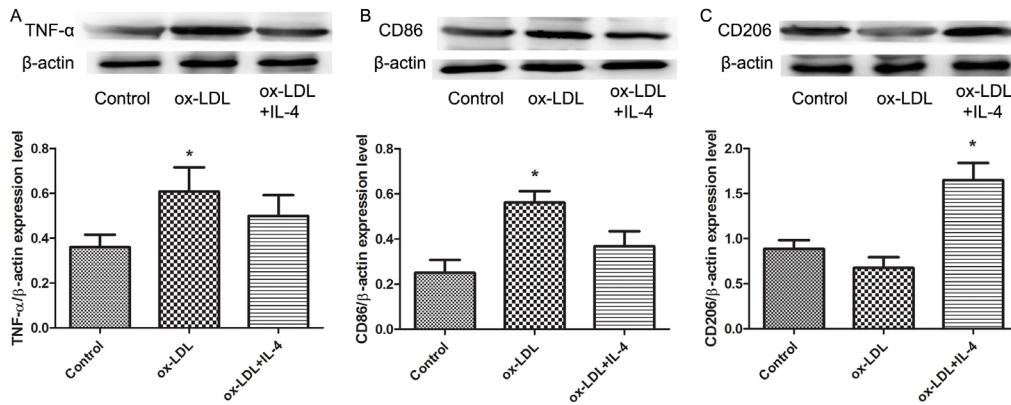 A
TNF-α
β-actin
Control
ox-LDL
ox-LDL
+IL-4
TNF-α/β-actin expression level
0.8
0.6
0.4
0.2
0.0
*
Control
ox-LDL
ox-LDL+IL-4
B
CD86
β-actin
Control
ox-LDL
ox-LDL
+IL-4
CD86/β-actin expression level
0.8
0.6
0.4
0.2
0.0
*
Control
ox-LDL
ox-LDL+IL-4
C
CD206
β-actin
Control
ox-LDL
ox-LDL
+IL-4
CD206/β-actin expression level
2.0
1.5
1.0
0.5
0.0
*
Control
ox-LDL
ox-LDL+IL-4